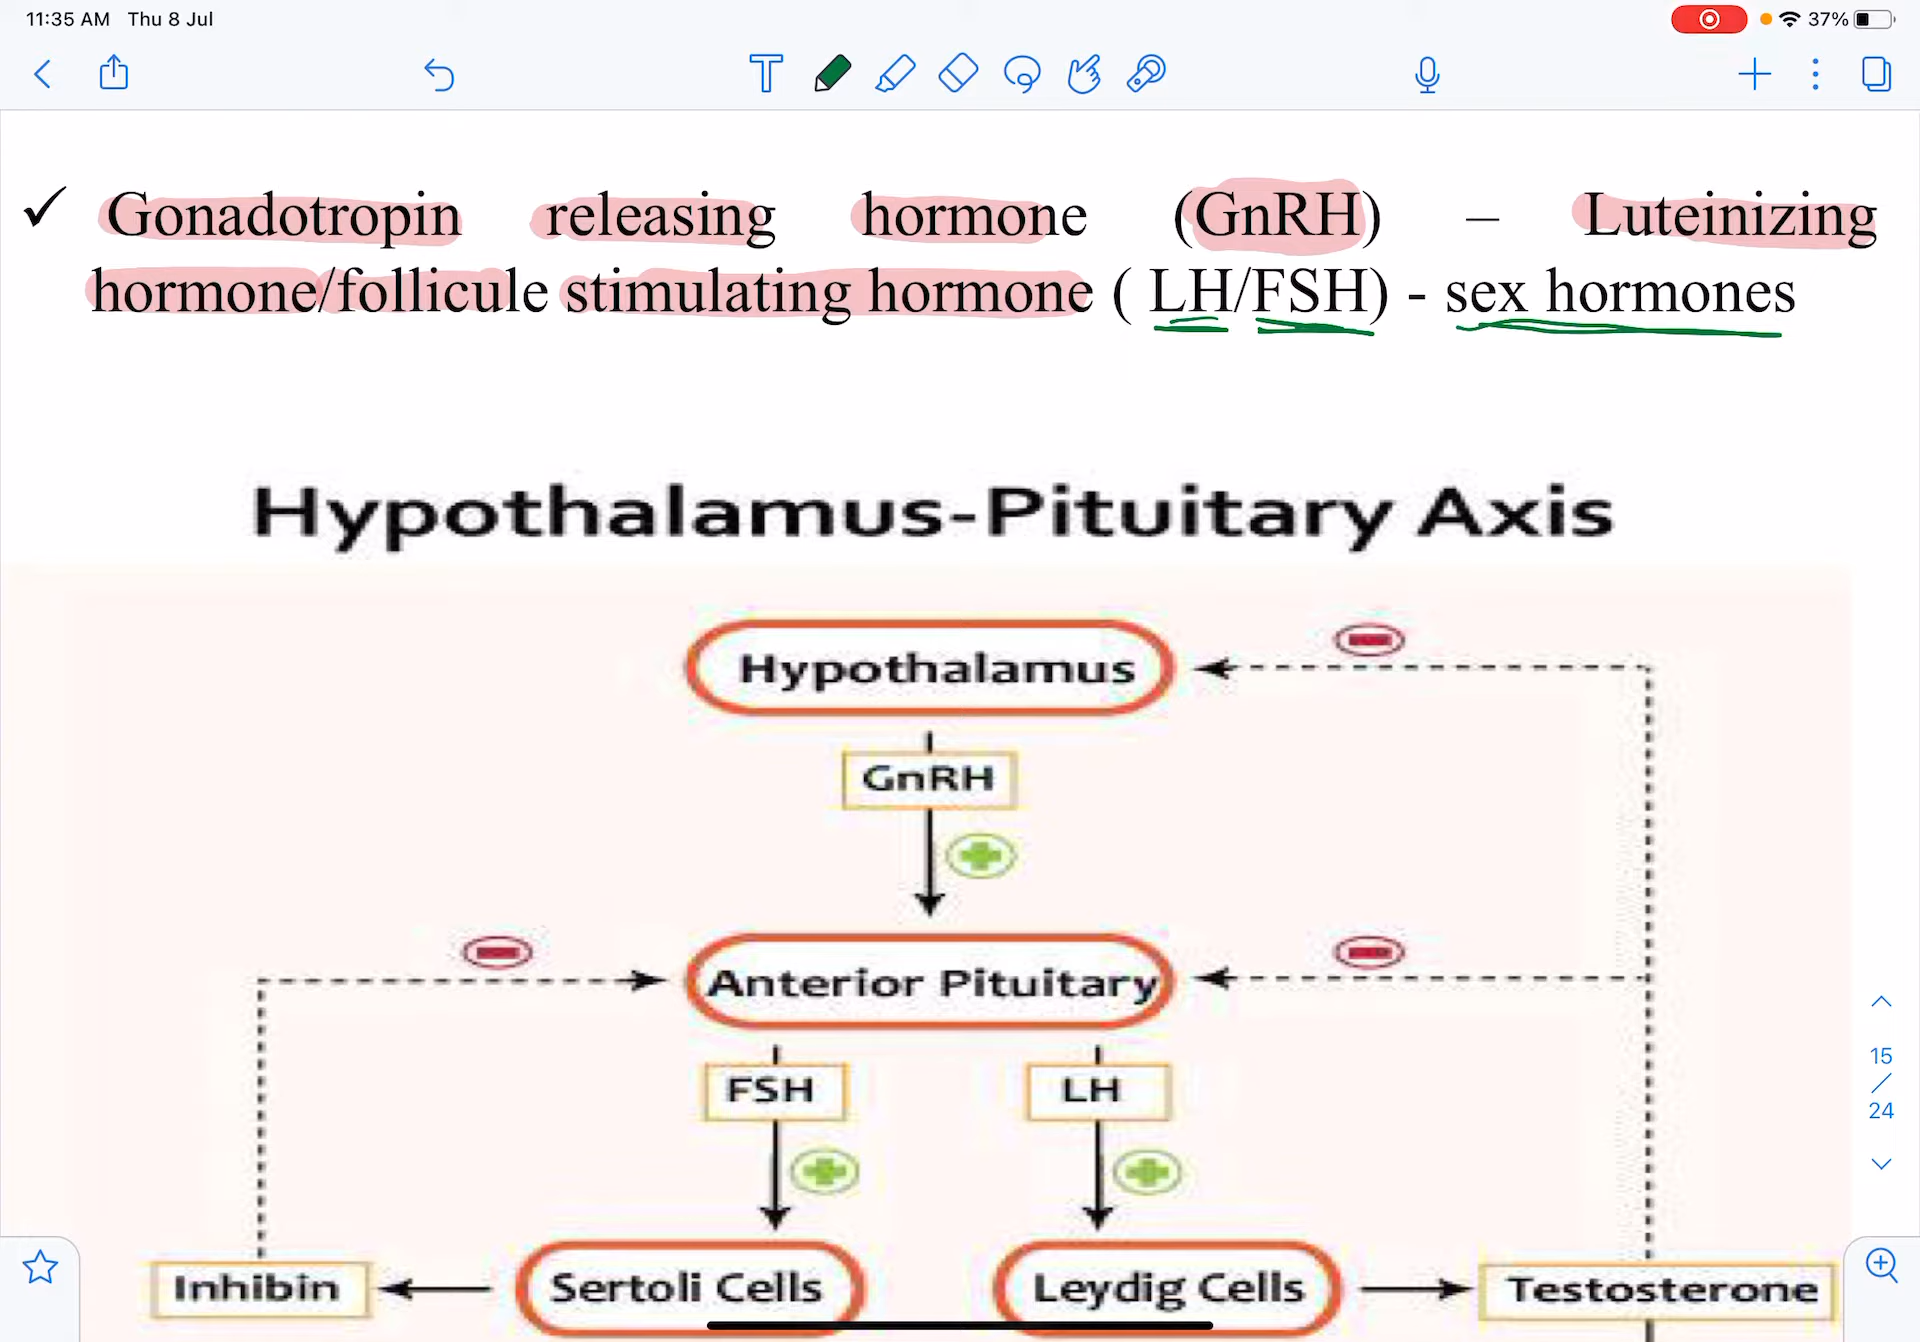 11:35 AM Thu 8 Jul
37%
✓ Gonadotropin releasing hormone (GnRH) – Luteinizing
hormone/follicule stimulating hormone ( LH/FSH) - sex hormones
Hypothalamus-Pituitary Axis
Hypothalamus
GnRH
Anterior Pituitary
FSH
LH
15
/
24
Inhibin
Sertoli Cells
Leydig Cells
Testosterone